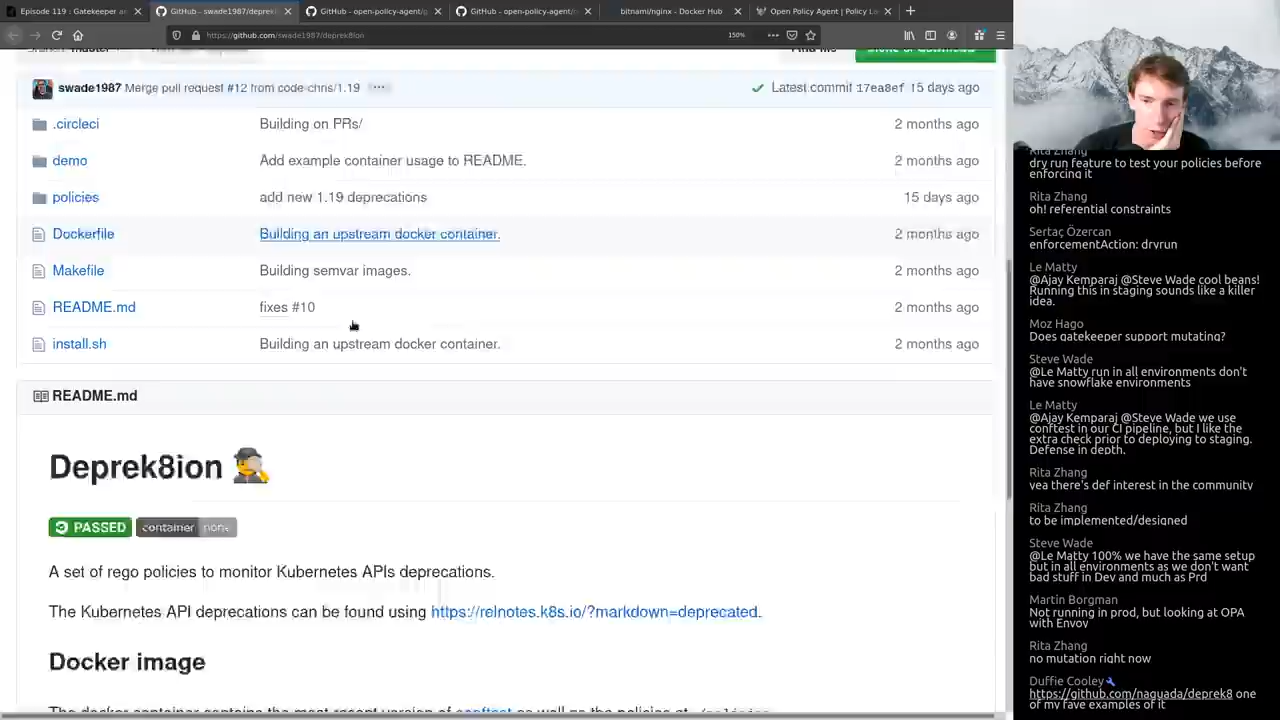 Episode 119 : Gatekeeper an
GitHub - swade1987/deprek8
GitHub - open-policy-agent/g
GitHub - open-policy-agent/
bitnami/nginx - Docker Hub
Open Policy Agent | Policy La
https://github.com/swade1987/deprek8ion
150%
swade1987 Merge pull request #12 from code-chris/1.19 ...
Latest commit 17ea8ef 15 days ago
.circleci Building on PRs/ 2 months ago
demo Add example container usage to README. 2 months ago
policies add new 1.19 deprecations 15 days ago
Dockerfile Building an upstream docker container. 2 months ago
Makefile Building semvar images. 2 months ago
README.md fixes #10 2 months ago
install.sh Building an upstream docker container. 2 months ago
README.md
Deprek8ion
PASSED container none
A set of rego policies to monitor Kubernetes APIs deprecations.
The Kubernetes API deprecations can be found using https://relnotes.k8s.io/?markdown=deprecated.
Docker image
Rita Zhang
dry run feature to test your policies before
enforcing it
Rita Zhang
oh! referential constraints
Sertaç Özercan
enforcementAction: dryrun
Le Matty
@Ajay Kemparaj @Steve Wade cool beans!
Running this in staging sounds like a killer
idea.
Moz Hago
Does gatekeeper support mutating?
Steve Wade
@Le Matty run in all environments don't
have snowflake environments
Le Matty
@Ajay Kemparaj @Steve Wade we use
conftest in our CI pipeline, but I like the
extra check prior to deploying to staging.
Defense in depth.
Rita Zhang
yea there's def interest in the community
Rita Zhang
to be implemented/designed
Steve Wade
@Le Matty 100% we have the same setup
but in all environments as we don't want
bad stuff in Dev and much as Prd
Martin Borgman
Not running in prod, but looking at OPA
with Envoy
Rita Zhang
no mutation right now
Duffie Cooley
https://github.com/naquada/deprek8 one
of my fave examples of it